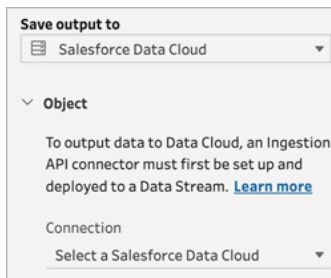 Save output to
Salesforce Data Cloud
Object
To output data to Data Cloud, an Ingestion
API connector must first be set up and
deployed to a Data Stream. Learn more
Connection
Select a Salesforce Data Cloud